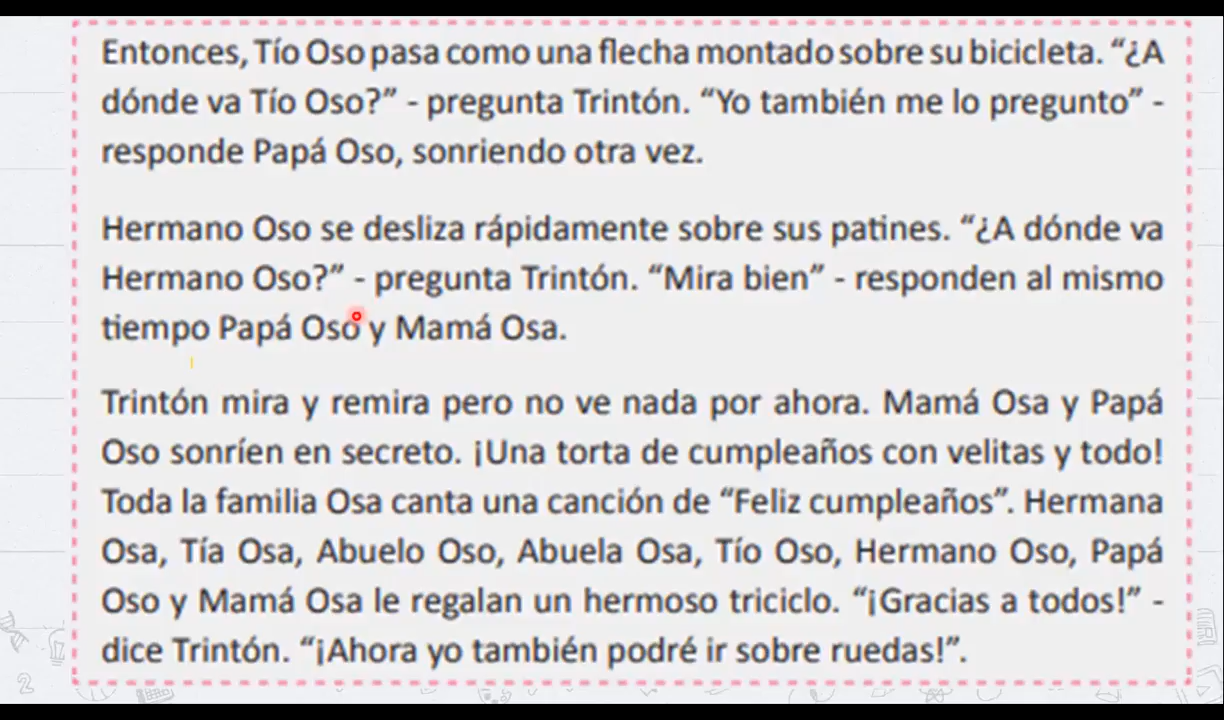 Entonces, Tío Oso pasa como una flecha montado sobre su bicicleta. “¿A
dónde va Tío Oso?” - pregunta Trintón. “Yo también me lo pregunto” -
responde Papá Oso, sonriendo otra vez.
Hermano Oso se desliza rápidamente sobre sus patines. “¿A dónde va
Hermano Oso?” - pregunta Trintón. “Mira bien” - responden al mismo
tiempo Papá Oso y Mamá Osa.
Trintón mira y remira pero no ve nada por ahora. Mamá Osa y Papá
Oso sonríen en secreto. ¡Una torta de cumpleaños con velitas y todo!
Toda la familia Osa canta una canción de “Feliz cumpleaños”. Hermana
Osa, Tía Osa, Abuelo Oso, Abuela Osa, Tío Oso, Hermano Oso, Papá
Oso y Mamá Osa le regalan un hermoso triciclo. “¡Gracias a todos!” -
dice Trintón. “¡Ahora yo también podré ir sobre ruedas!”.
2